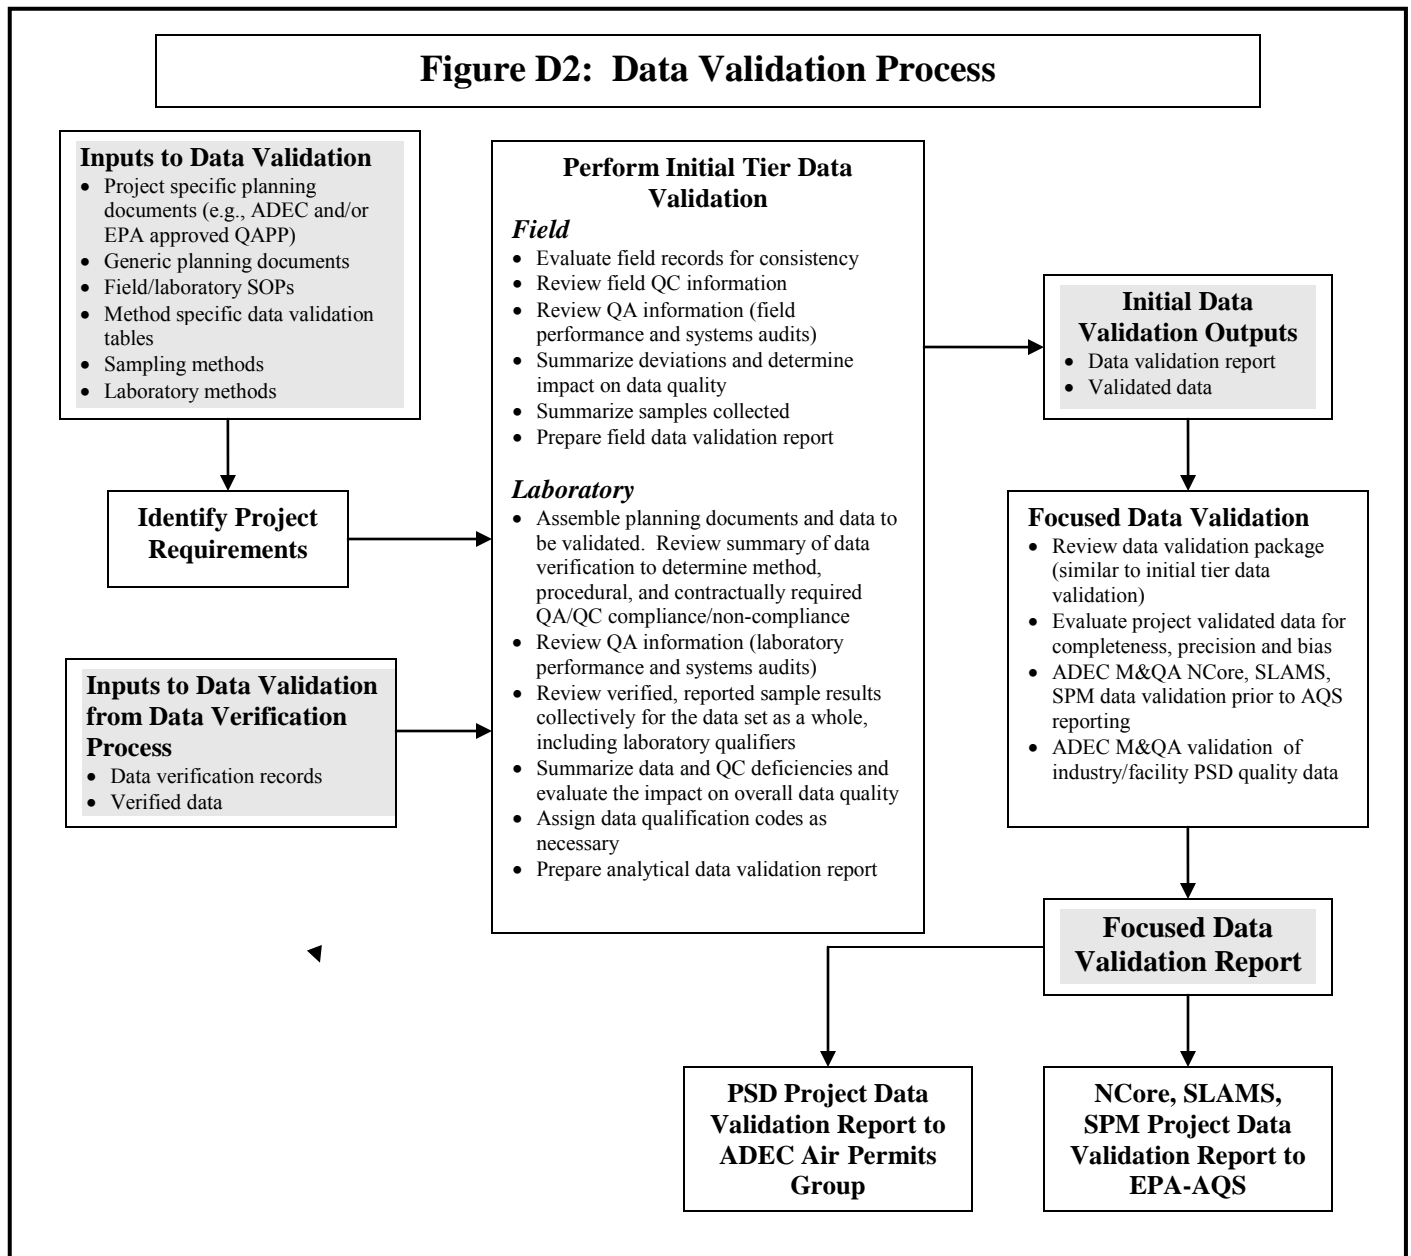 Figure D2:  Data Validation Process
Inputs to Data Validation
• Project specific planning
documents (e.g., ADEC and/or
EPA approved QAPP)
• Generic planning documents
• Field/laboratory SOPs
• Method specific data validation
tables
• Sampling methods
• Laboratory methods
Identify Project
Requirements
Inputs to Data Validation
from Data Verification
Process
• Data verification records
• Verified data
Perform Initial Tier Data
Validation
Field
• Evaluate field records for consistency
• Review field QC information
• Review QA information (field
performance and systems audits)
• Summarize deviations and determine
impact on data quality
• Summarize samples collected
• Prepare field data validation report
Laboratory
• Assemble planning documents and data to
be validated.  Review summary of data
verification to determine method,
procedural, and contractually required
QA/QC compliance/non-compliance
• Review QA information (laboratory
performance and systems audits)
• Review verified, reported sample results
collectively for the data set as a whole,
including laboratory qualifiers
• Summarize data and QC deficiencies and
evaluate the impact on overall data quality
• Assign data qualification codes as
necessary
• Prepare analytical data validation report
Initial Data
Validation Outputs
• Data validation report
• Validated data
Focused Data Validation
• Review data validation package
(similar to initial tier data
validation)
• Evaluate project validated data for
completeness, precision and bias
• ADEC M&QA NCore, SLAMS,
SPM data validation prior to AQS
reporting
• ADEC M&QA validation  of
industry/facility PSD quality data
Focused Data
Validation Report
PSD Project Data
Validation Report to
ADEC Air Permits
Group
NCore, SLAMS,
SPM Project Data
Validation Report to
EPA-AQS